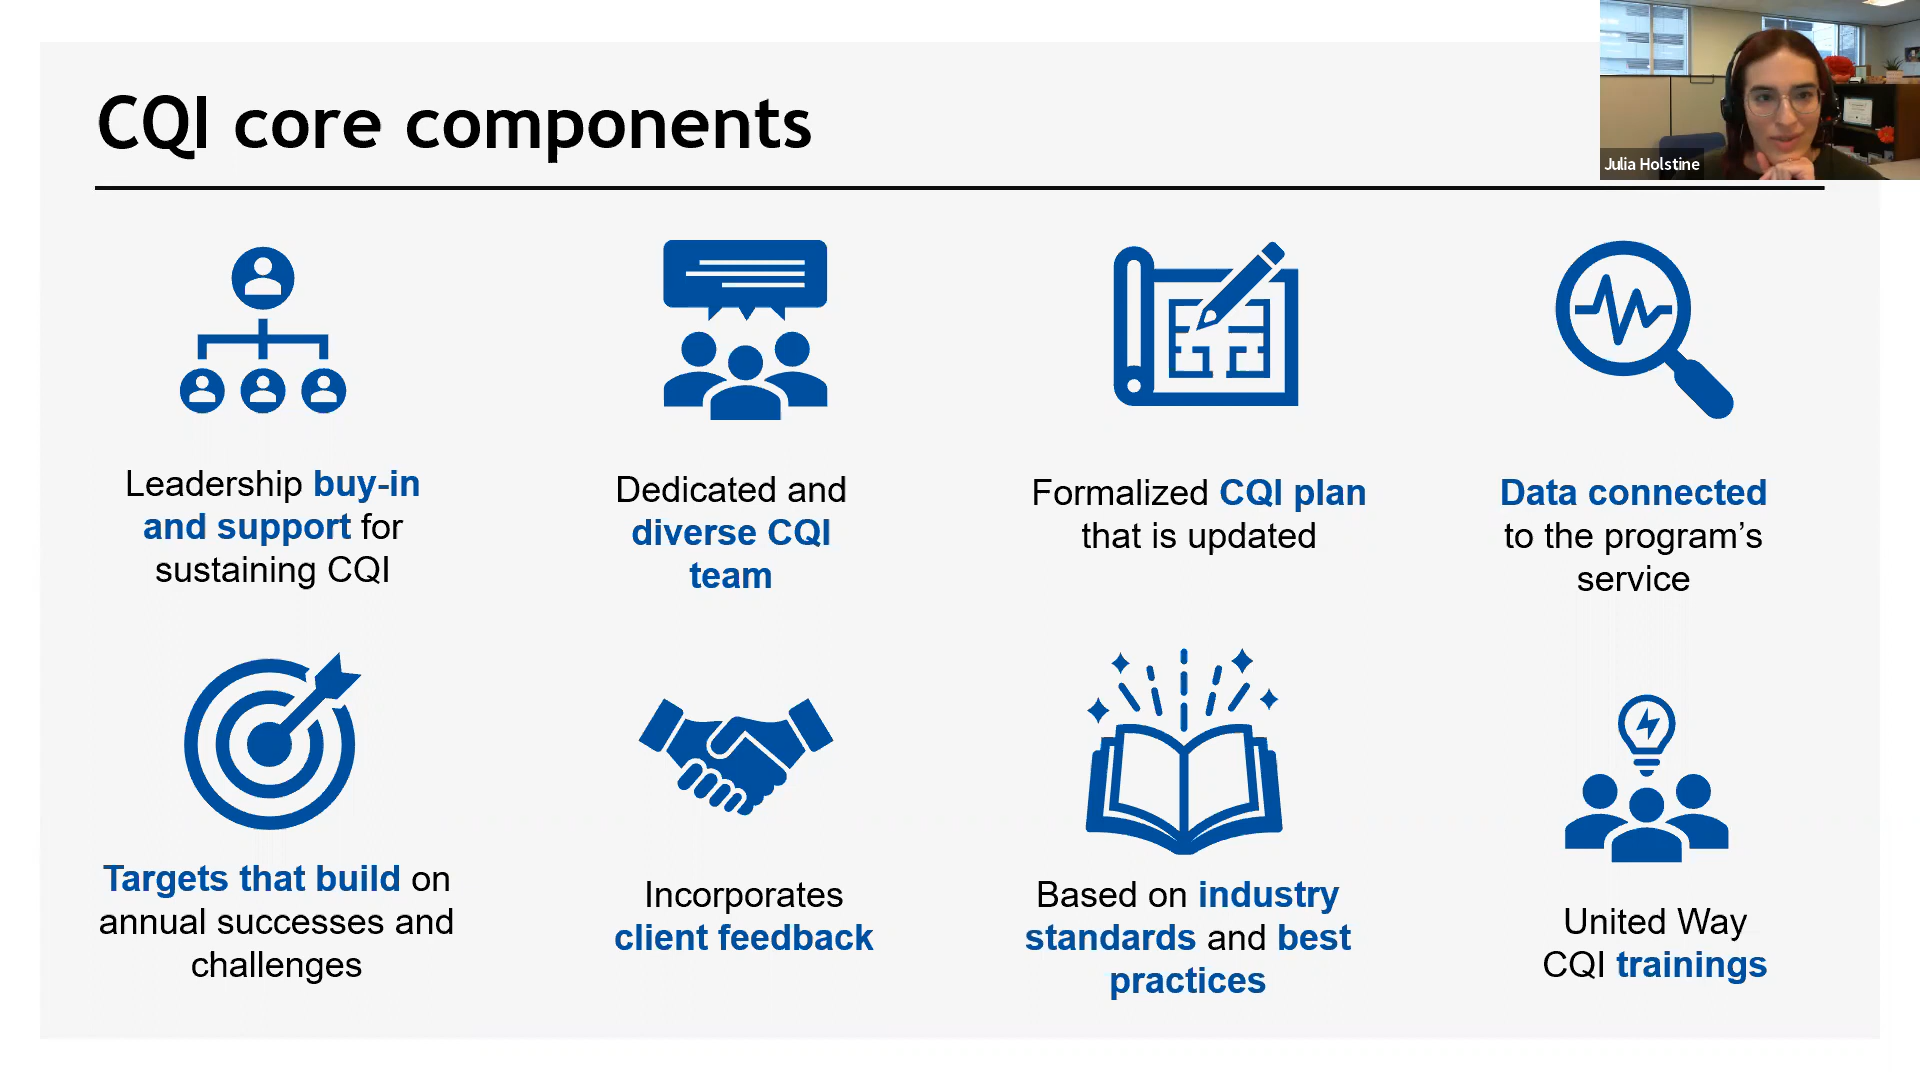 CQI core components
Julia Holstine
Leadership buy-in
and support for
sustaining CQI
Dedicated and
diverse CQI
team
Formalized CQI plan
that is updated
Data connected
to the program’s
service
Targets that build on
annual successes and
challenges
Incorporates
client feedback
Based on industry
standards and best
practices
United Way
CQI trainings